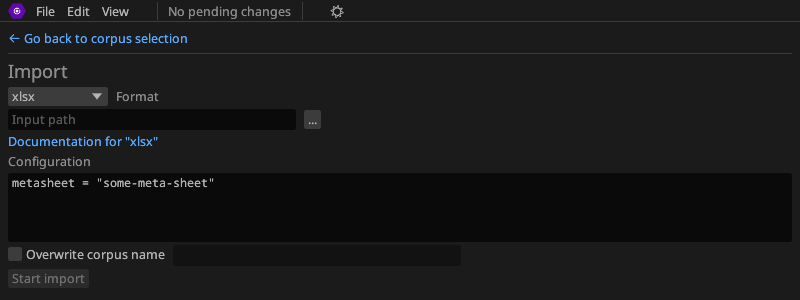 File Edit View No pending changes
← Go back to corpus selection
Import
xlsx Format
Input path ...
Documentation for "xlsx"
Configuration
metasheet = "some-meta-sheet"
Overwrite corpus name
Start import